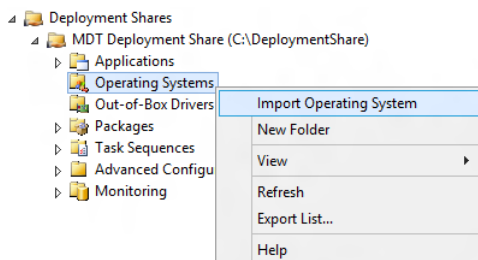 Deployment Shares
MDT Deployment Share (C:\DeploymentShare)
Applications
Operating Systems
Out-of-Box Drivers
Packages
Task Sequences
Advanced Configu
Monitoring
Import Operating System
New Folder
View
Refresh
Export List...
Help